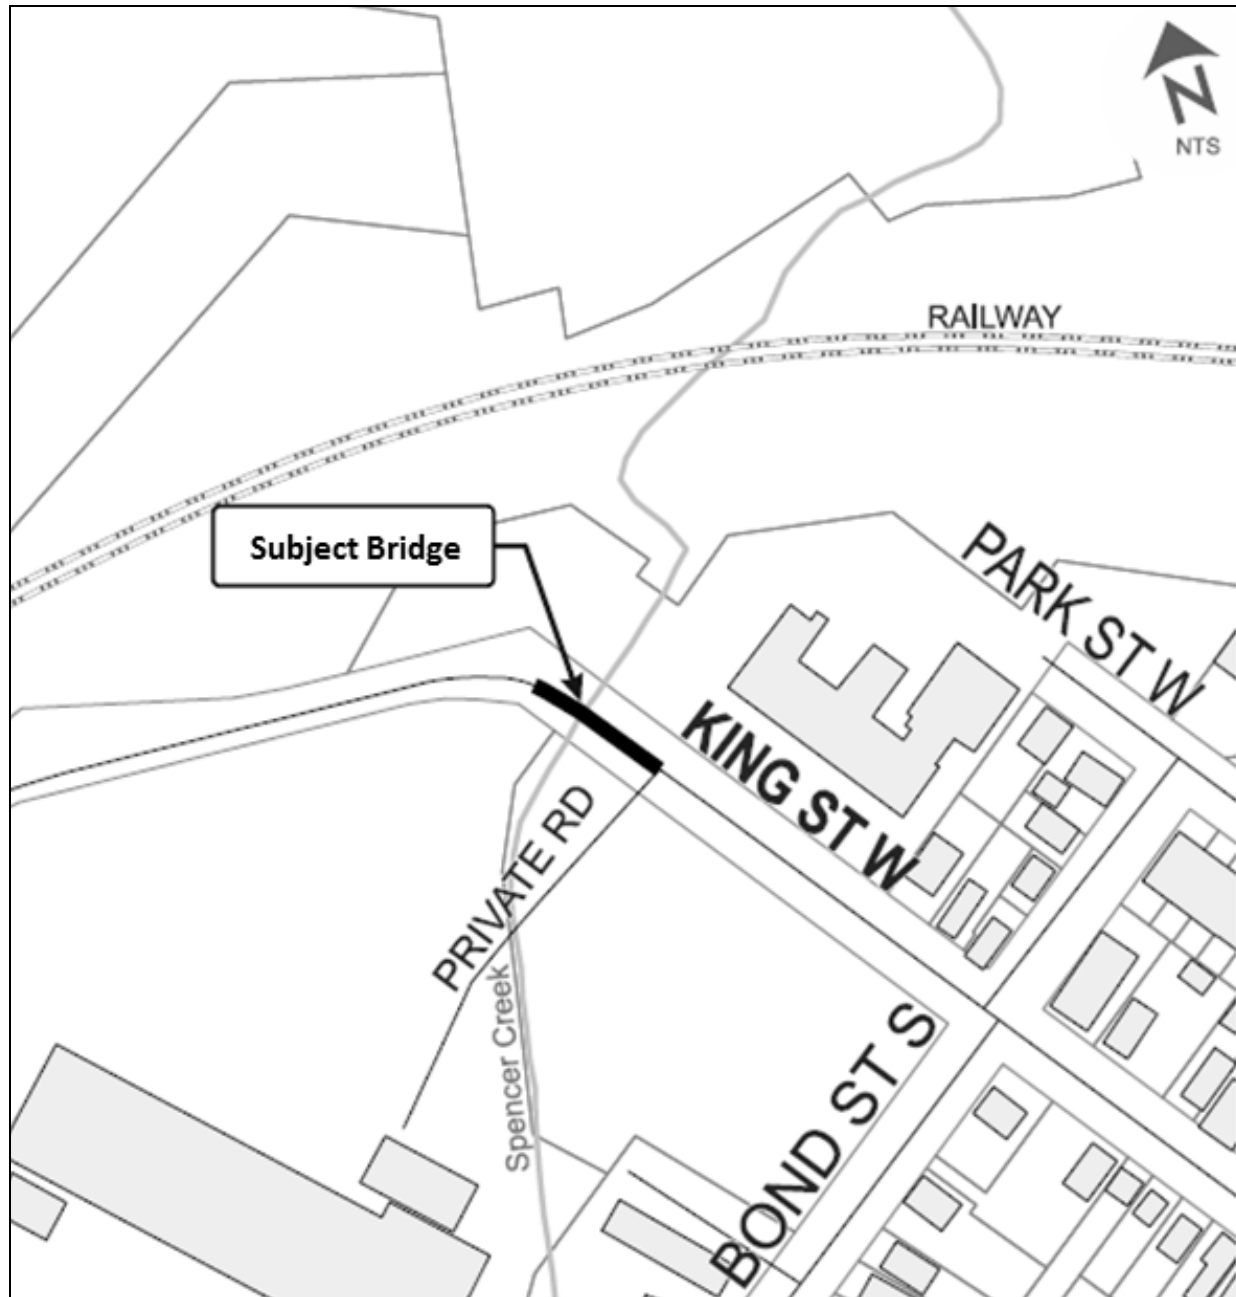 N
NTS
RAILWAY
Subject Bridge
PARK ST W
KING ST W
PRIVATE RD
Spencer Creek
BOND ST S